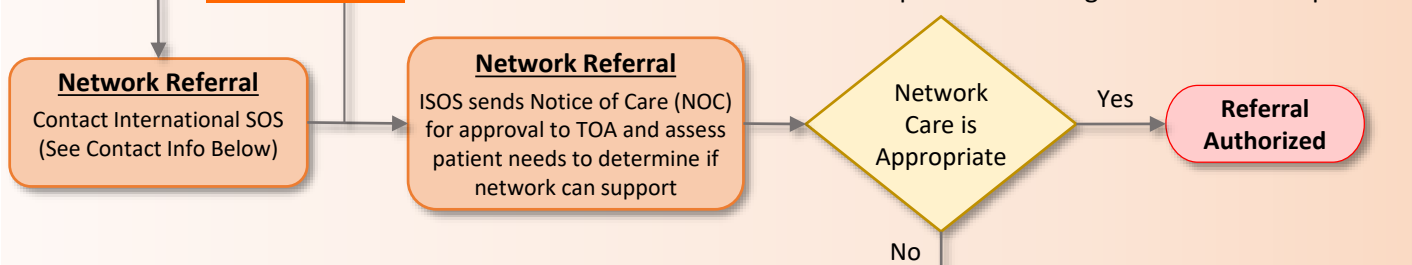 Network Referral
Contact International SOS
(See Contact Info Below)
Network Referral
ISOS sends Notice of Care (NOC)
for approval to TOA and assess
patient needs to determine if
network can support
Network
Care is
Appropriate
Yes
Referral
Authorized
No